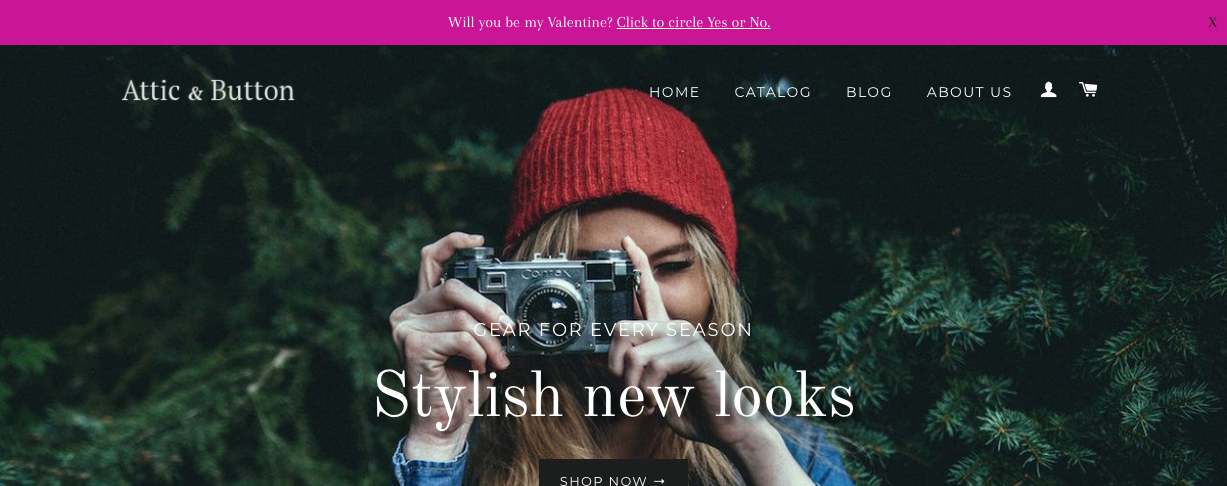 Will you be my Valentine? Click to circle Yes or No.
X
Attic & Button
HOME CATALOG BLOG ABOUT US
Contax
GEAR FOR EVERY SEASON
Stylish new looks
SHOP NOW →